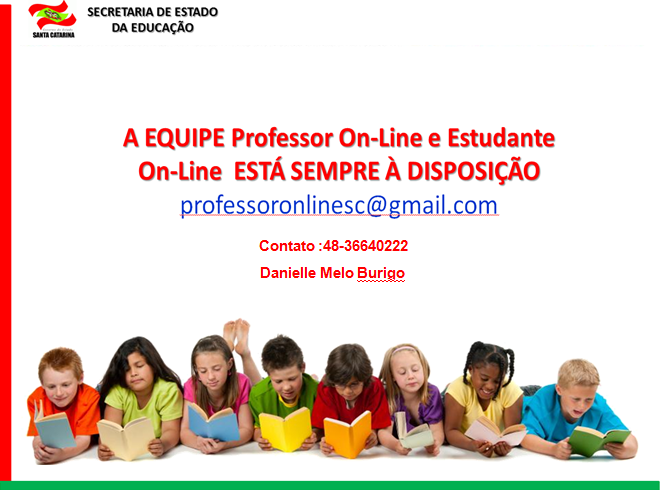 SECRETARIA DE ESTADO
DA EDUCAÇÃO
SANTA CATARINA
A EQUIPE Professor On-Line e Estudante
On-Line ESTÁ SEMPRE À DISPOSIÇÃO
professoronlinesc@gmail.com
Contato :48-36640222
Danielle Melo Burigo